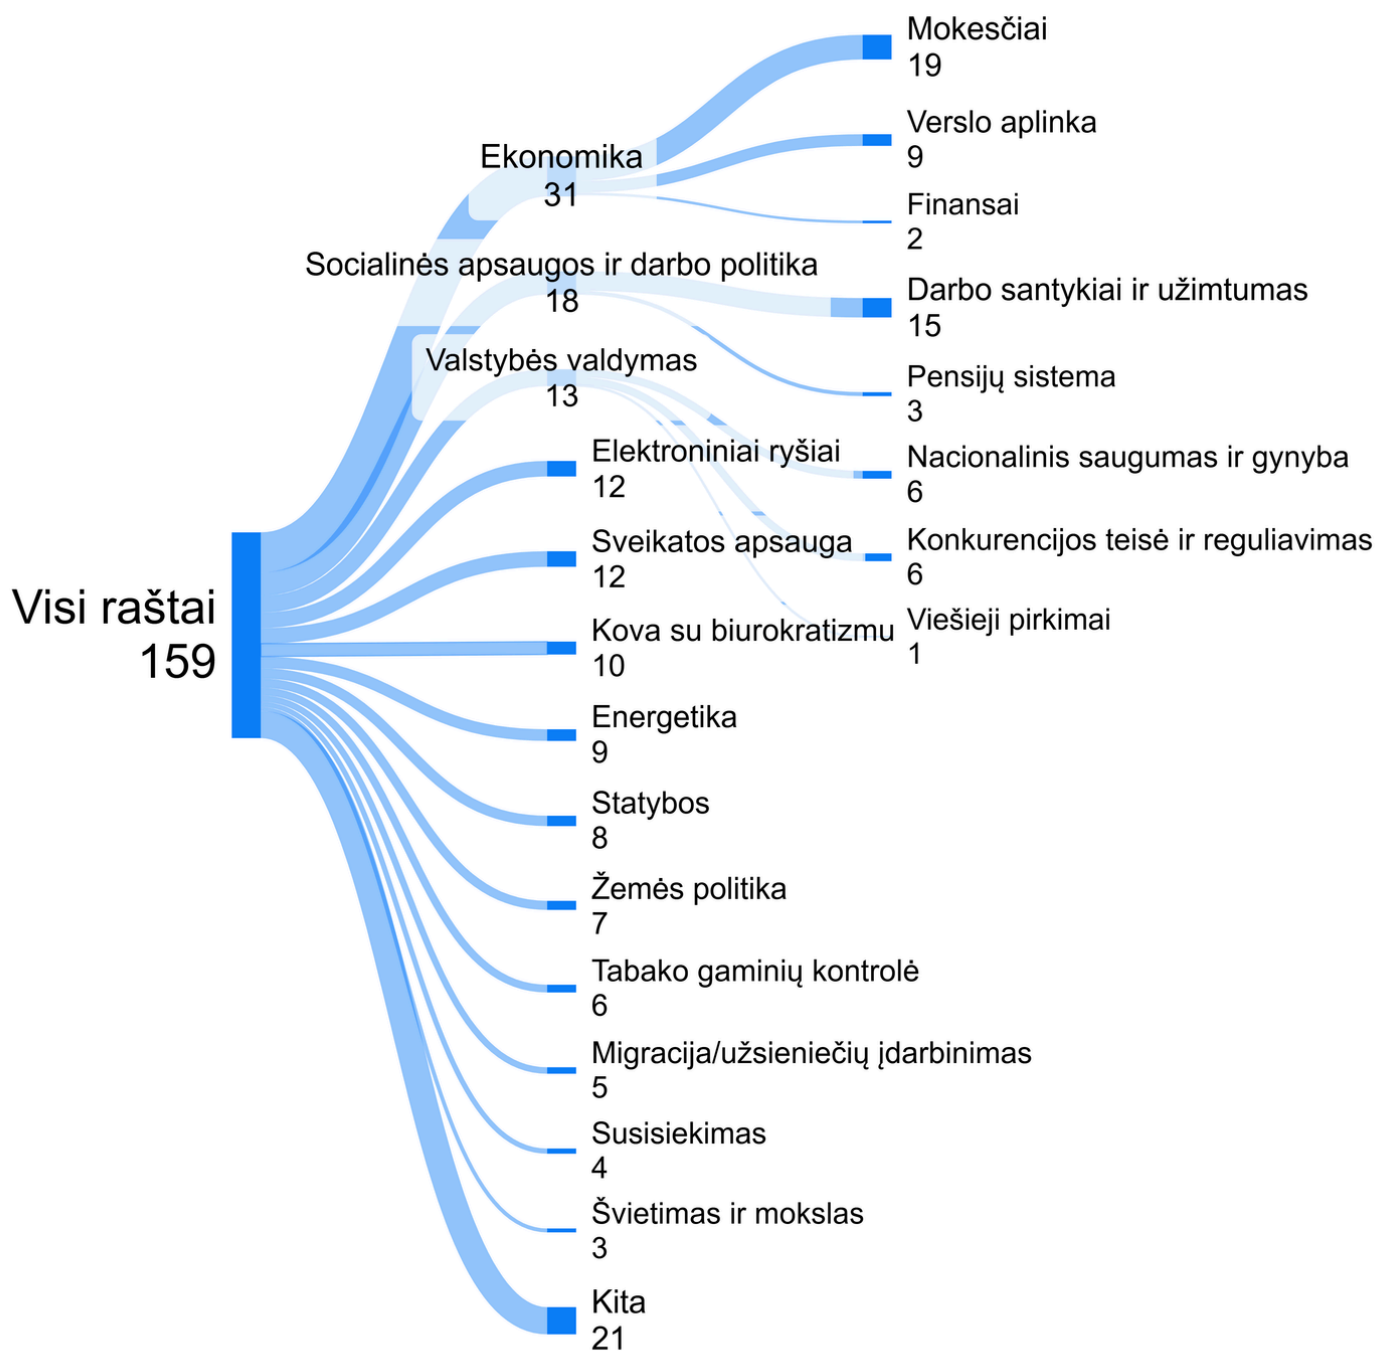 Visi raštai
159
Ekonomika
31
Socialinės apsaugos ir darbo politika
18
Valstybės valdymas
13
Elektroniniai ryšiai
12
Sveikatos apsauga
12
Kova su biurokratizmu
10
Energetika
9
Statybos
8
Žemės politika
7
Tabako gaminių kontrolė
6
Migracija/užsieniečių įdarbinimas
5
Susisiekimas
4
Švietimas ir mokslas
3
Kita
21
Mokesčiai
19
Verslo aplinka
9
Finansai
2
Darbo santykiai ir užimtumas
15
Pensijų sistema
3
Nacionalinis saugumas ir gynyba
6
Konkurencijos teisė ir reguliavimas
6
Viešieji pirkimai
1